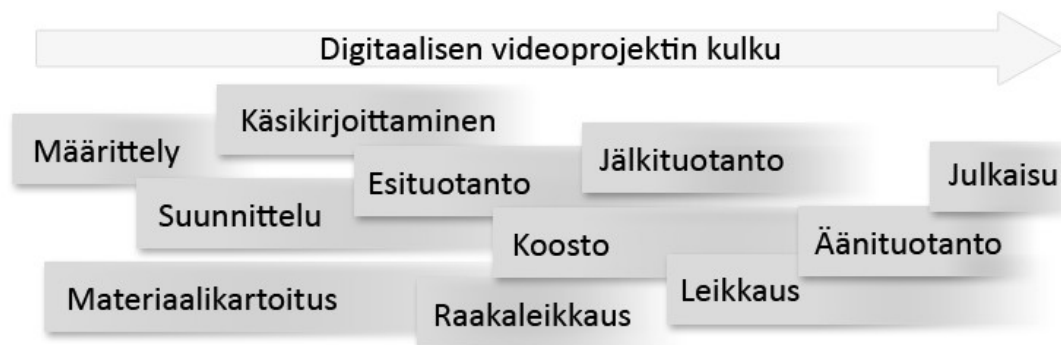 Digitaalisen videoprojektin kulku
Käsikirjoittaminen
Määrittely
Jälkituotanto
Esituotanto
Julkaisu
Suunnittelu
Koosto
Äänituotanto
Materiaalikartoitus
Leikkaus
Raakaleikkaus